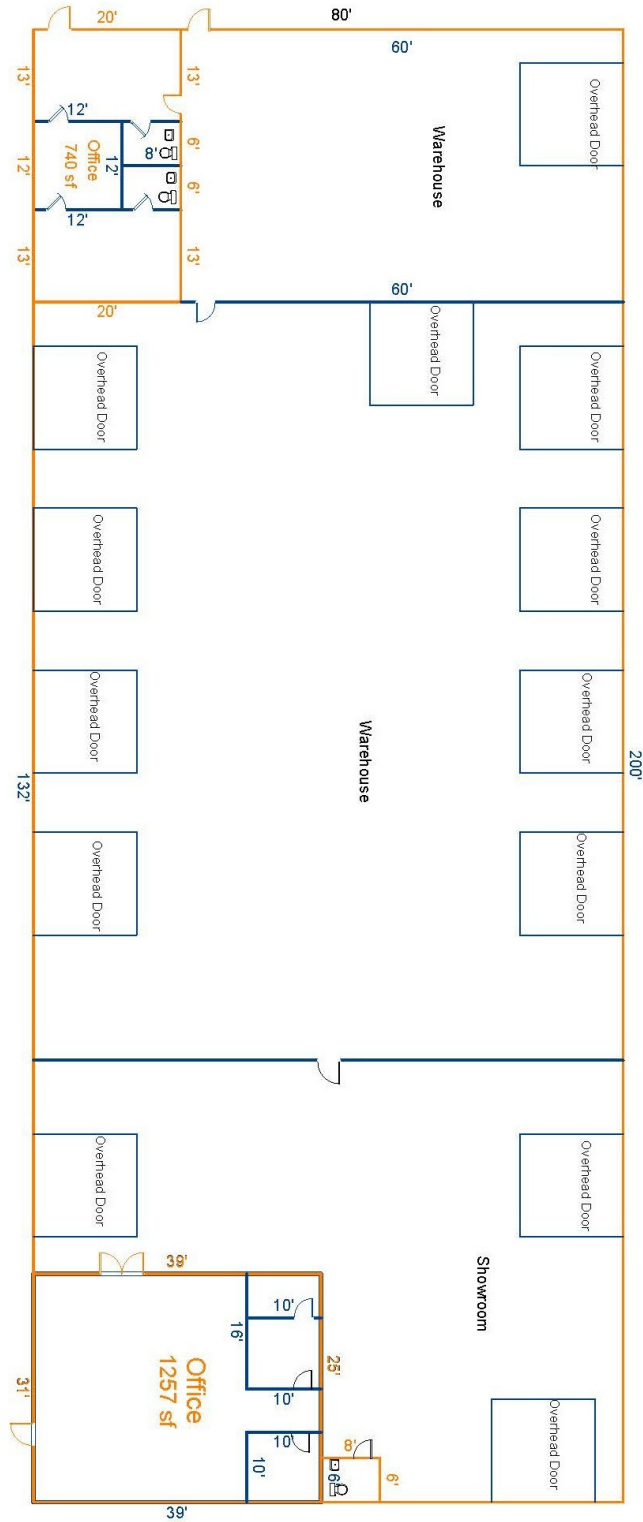 20'
80'
13'
13'
60'
Overhead Door
12'
Office
740 sf
12'
12'
8'
6'
6'
12'
Warehouse
13'
13'
60'
20'
Overhead Door
Overhead Door
Overhead Door
Overhead Door
Overhead Door
Overhead Door
Overhead Door
132'
Warehouse
200'
Overhead Door
Overhead Door
Overhead Door
Overhead Door
Overhead Door
39'
Showroom
10'
16'
25'
Office
1257 sf
31'
10'
10'
10'
8'
6'
6'
Overhead Door
39'